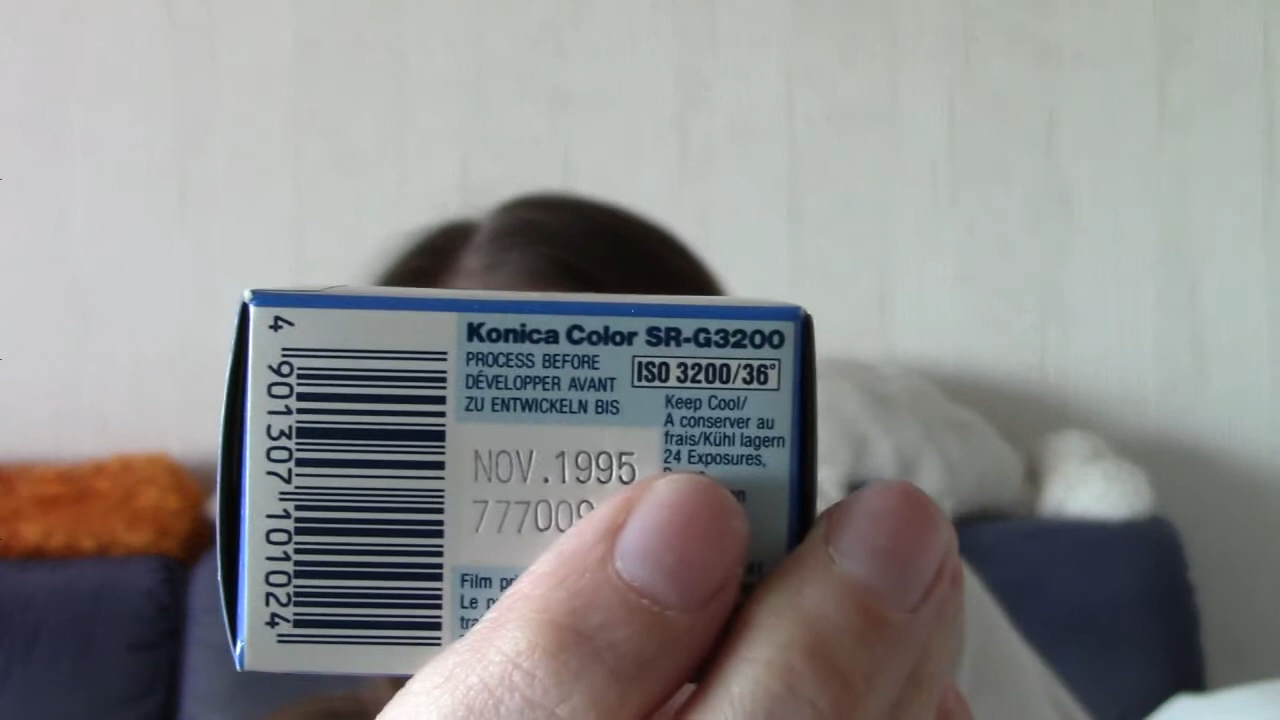 4 901307 101024
Konica Color SR-G3200
PROCESS BEFORE
DÉVELOPPER AVANT
ZU ENTWICKELN BIS
ISO 3200/36°
Keep Cool/
A conserver au
frais/Kühl lagern
24 Exposures,
NOV.1995
777009
Film
Le